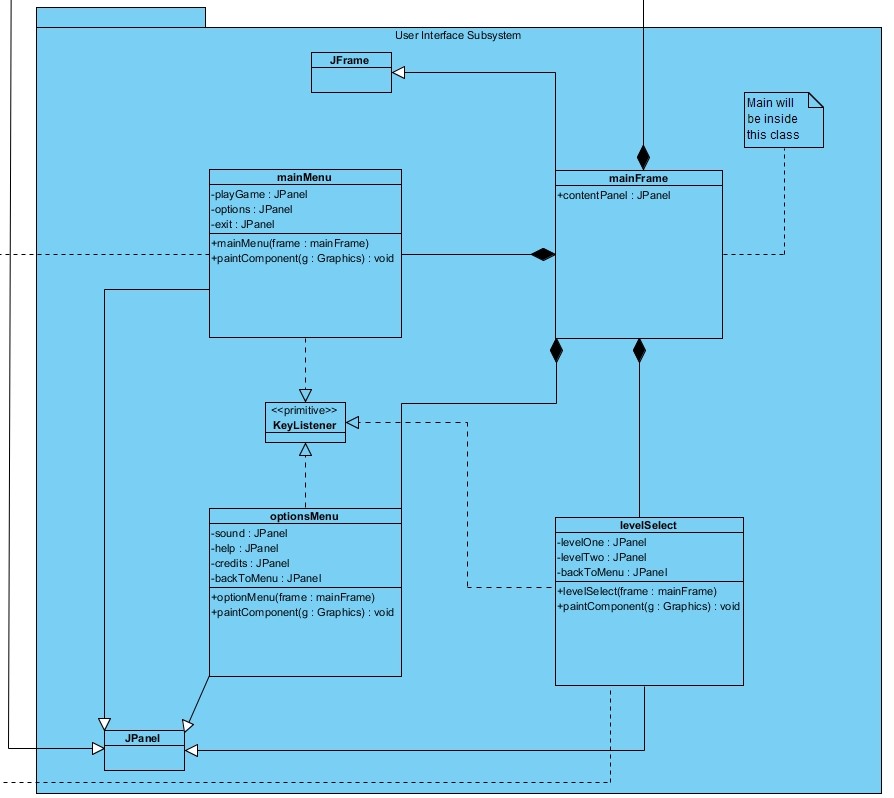 User Interface Subsystem
JFrame
Main will
be inside
this class
mainMenu
-playGame : JPanel
-options : JPanel
-exit : JPanel
+mainMenu(frame : mainFrame)
+paintComponent(g : Graphics) : void
mainFrame
+contentPanel : JPanel
<<primitive>>
KeyListener
optionsMenu
-sound : JPanel
-help : JPanel
-credits : JPanel
-backToMenu : JPanel
+optionMenu(frame : mainFrame)
+paintComponent(g : Graphics) : void
levelSelect
-levelOne : JPanel
-levelTwo : JPanel
-backToMenu : JPanel
+levelSelect(frame : mainFrame)
+paintComponent(g : Graphics) : void
JPanel